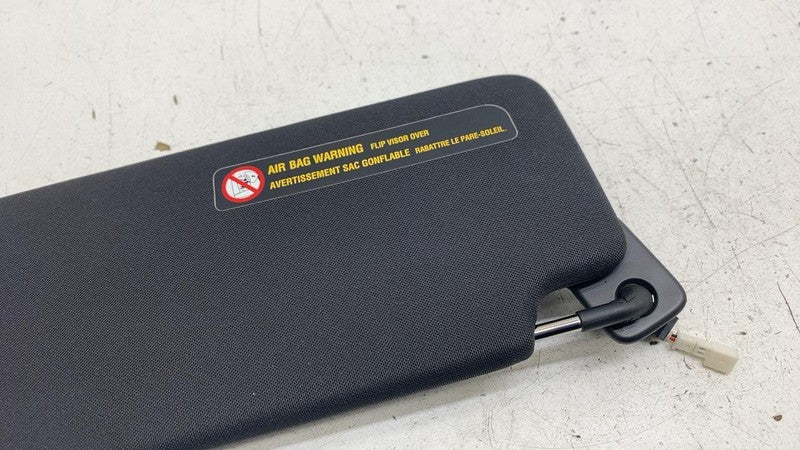 AIR BAG WARNING FLIP VISOR OVER
AVERTISSEMENT SAC GONFLABLE RABATTRE LE PARE-SOLEIL.